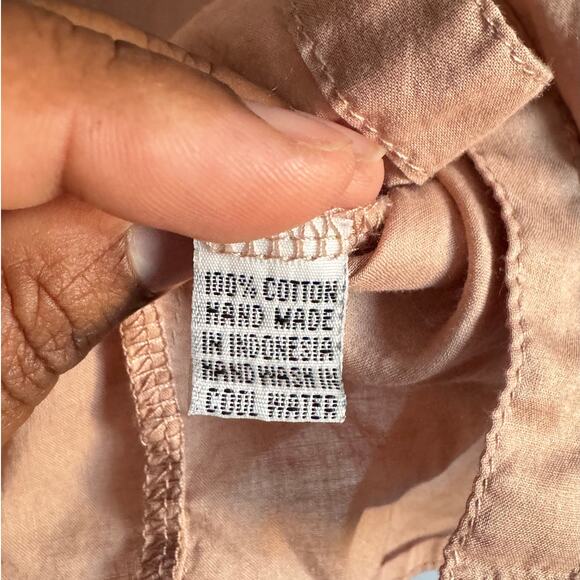 100% COTTON
HAND MADE
IN INDONESIA
HAND WASH IN
COOL WATER